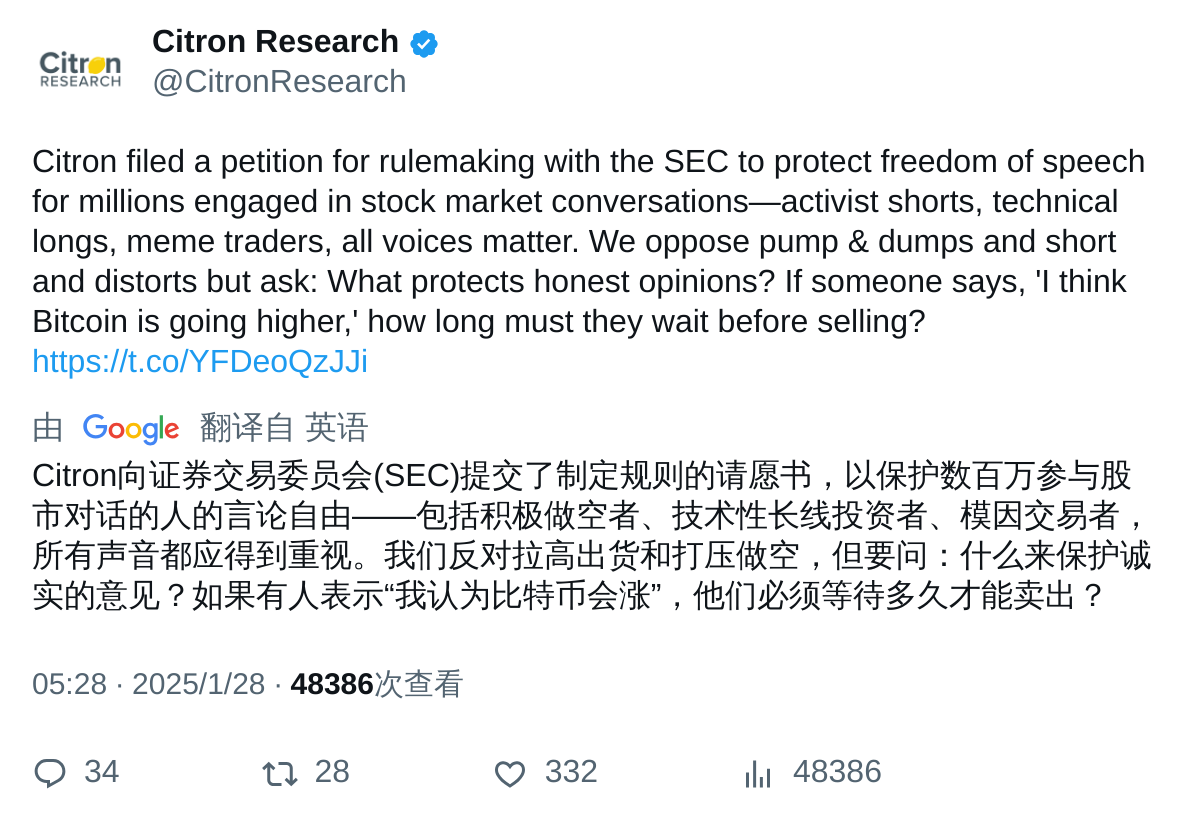 Citron
RESEARCH
Citron Research
@CitronResearch
Citron filed a petition for rulemaking with the SEC to protect freedom of speech
for millions engaged in stock market conversations—activist shorts, technical
longs, meme traders, all voices matter. We oppose pump & dumps and short
and distorts but ask: What protects honest opinions? If someone says, 'I think
Bitcoin is going higher,' how long must they wait before selling?
https://t.co/YFDeoQzJJi
由 Google 翻译自 英语
Citron向证券交易委员会(SEC)提交了制定规则的请愿书，以保护数百万参与股
市对话的人的言论自由——包括积极做空者、技术性长线投资者、模因交易者，
所有声音都应得到重视。我们反对拉高出货和打压做空，但要问：什么来保护诚
实的意见？如果有人表示“我认为比特币会涨”，他们必须等待多久才能卖出？
05:28 · 2025/1/28 · 48386次查看
34 28 332 48386